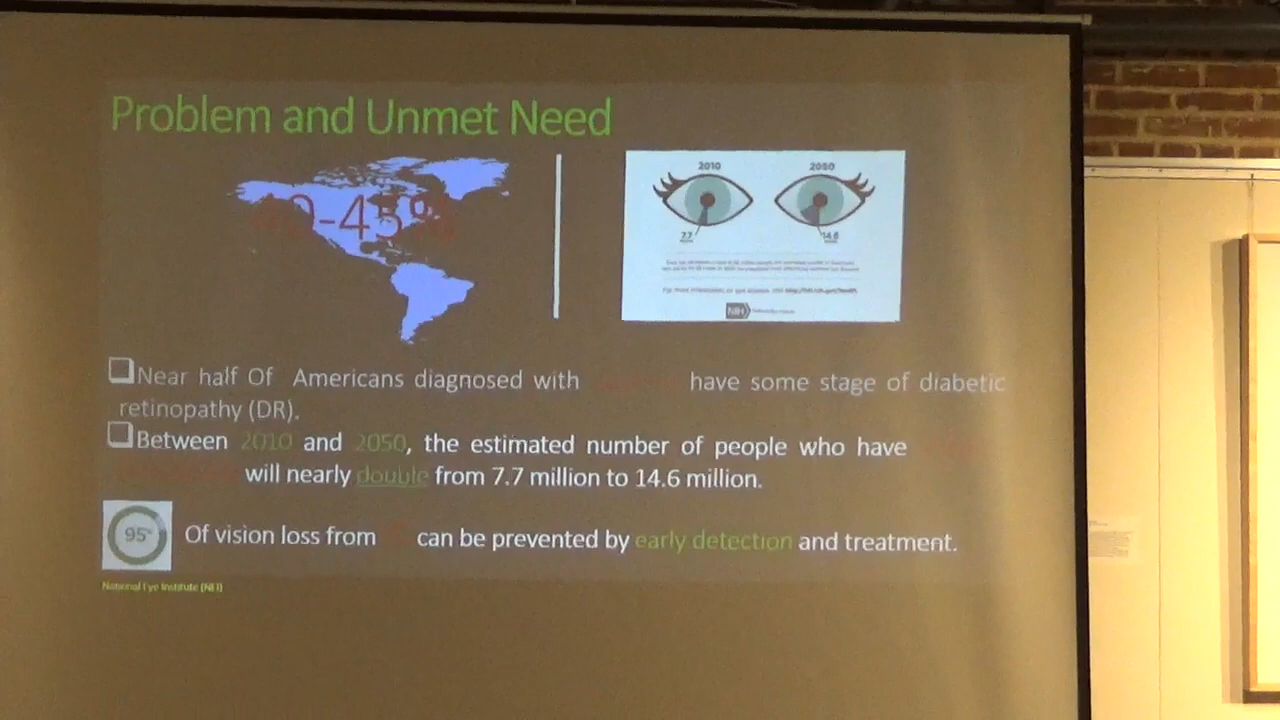 Problem and Unmet Need
40-45%
2010 2050
7.7 14.6
NIH
Near half Of Americans diagnosed with have some stage of diabetic
retinopathy (DR).
Between 2010 and 2050, the estimated number of people who have
will nearly double from 7.7 million to 14.6 million.
95%
Of vision loss from can be prevented by early detection and treatment.
National Eye Institute (NEI)